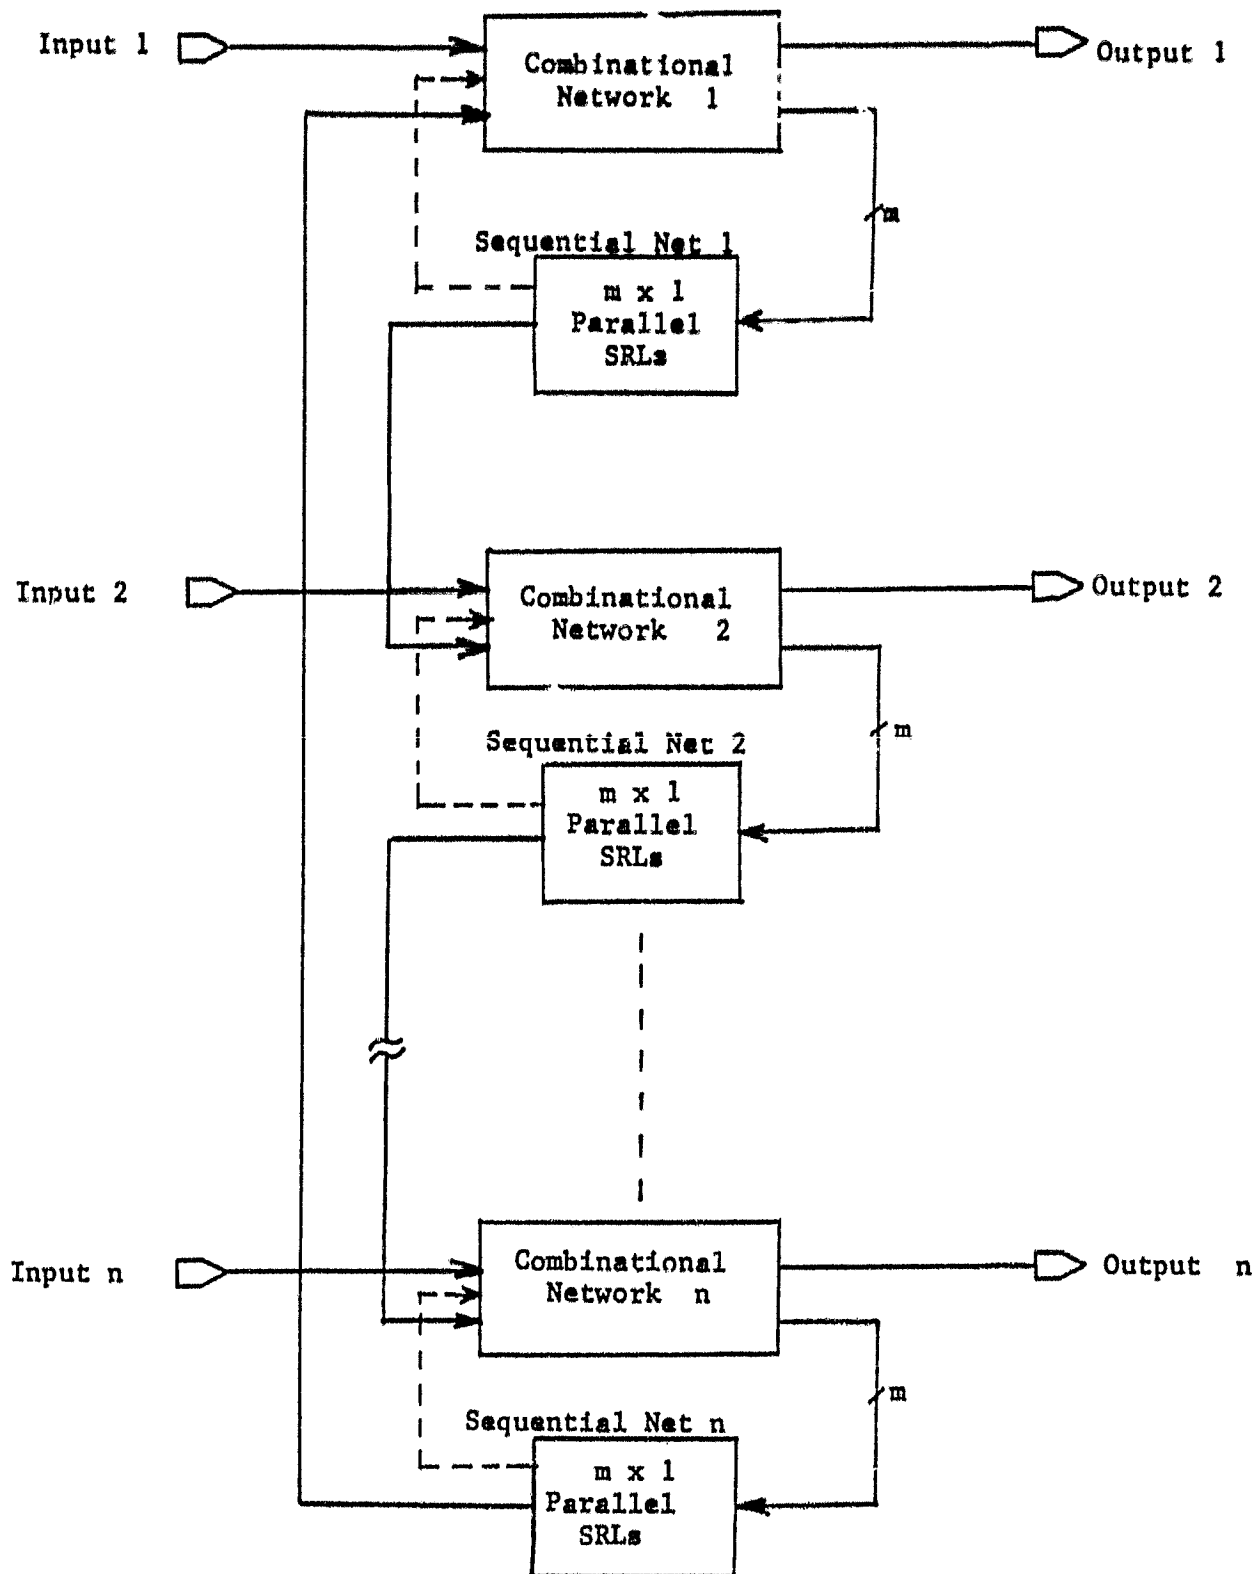 Input 1
Combinational
Network 1
Output 1
m
Sequential Net 1
m x 1
Parallel
SRLs
Input 2
Combinational
Network 2
Output 2
m
Sequential Net 2
m x 1
Parallel
SRLs
Input n
Combinational
Network n
Output n
m
Sequential Net n
m x 1
Parallel
SRLs